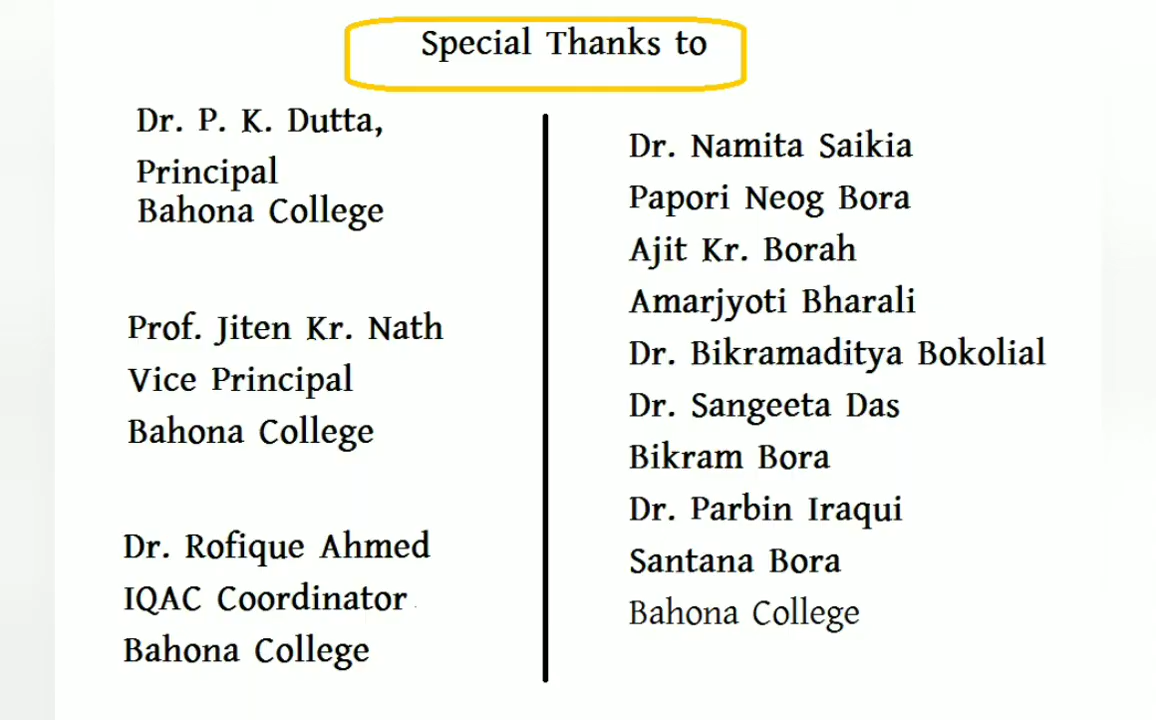 Special Thanks to
Dr. P. K. Dutta,
Principal
Bahona College
Prof. Jiten Kr. Nath
Vice Principal
Bahona College
Dr. Rofique Ahmed
IQAC Coordinator
Bahona College
Dr. Namita Saikia
Papori Neog Bora
Ajit Kr. Borah
Amarjyoti Bharali
Dr. Bikramaditya Bokolial
Dr. Sangeeta Das
Bikram Bora
Dr. Parbin Iraqui
Santana Bora
Bahona College